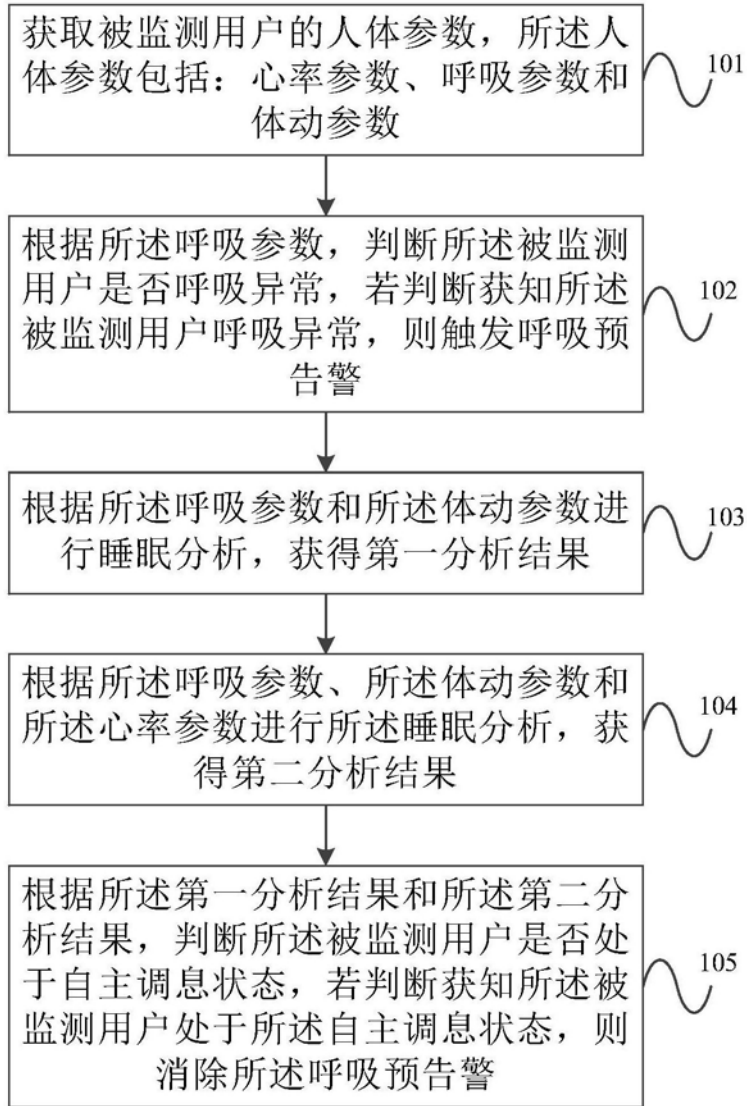 获取被监测用户的人体参数，所述人
体参数包括：心率参数、呼吸参数和
体动参数
101
根据所述呼吸参数，判断所述被监测
用户是否呼吸异常，若判断获知所述
被监测用户呼吸异常，则触发呼吸预
告警
102
根据所述呼吸参数和所述体动参数进
行睡眠分析，获得第一分析结果
103
根据所述呼吸参数、所述体动参数和
所述心率参数进行所述睡眠分析，获
得第二分析结果
104
根据所述第一分析结果和所述第二分
析结果，判断所述被监测用户是否处
于自主调息状态，若判断获知所述被
监测用户处于所述自主调息状态，则
消除所述呼吸预告警
105